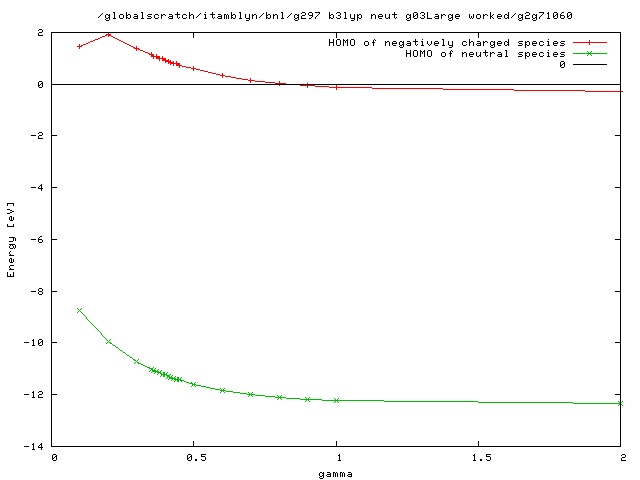 /globalscratch/itamblyn/bnl/g297 b3lyp neut g03Large worked/g2g71060
HOMO of negatively charged species
HOMO of neutral species
0
2
0
-2
-4
-6
-8
-10
-12
-14
Energy [eV]
0 0.5 1 1.5 2
gamma